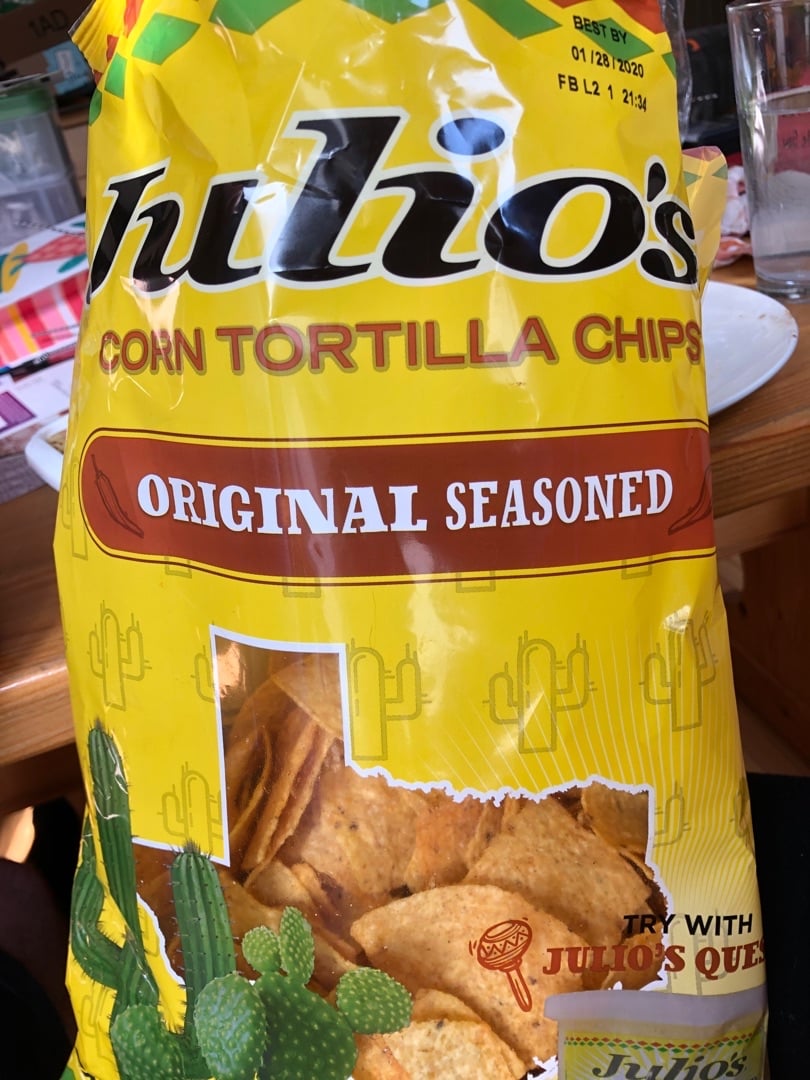 BEST BY
01/28/2020
FB L2 1 21:34
Julio's
CORN TORTILLA CHIPS
ORIGINAL SEASONED
TRY WITH
JULIO'S
Julio's